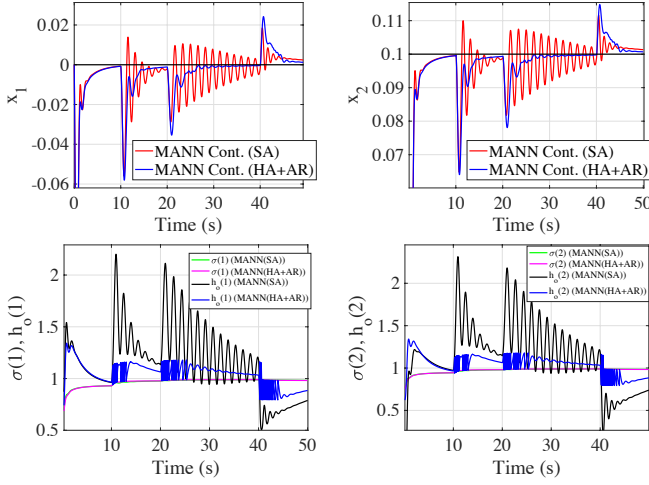 0.02
0
-0.02
-0.04
-0.06
x1
MANN Cont. (SA)
MANN Cont. (HA+AR)
0 10 20 30 40 50
Time (s)
0.11
0.1
0.09
0.08
0.07
x2
MANN Cont. (SA)
MANN Cont. (HA+AR)
10 20 30 40 50
Time (s)
2
1.5
1
0.5
σ(1), ho(1)
σ(1) (MANN(SA))
σ(1) (MANN(HA+AR))
ho(1) (MANN(SA))
ho(1) (MANN(HA+AR))
10 20 30 40 50
Time (s)
2
1.5
1
0.5
σ(2), ho(2)
σ(2) (MANN(SA))
σ(2) (MANN(HA+AR))
ho(2) (MANN(SA))
ho(2) (MANN(HA+AR))
10 20 30 40
Time (s)